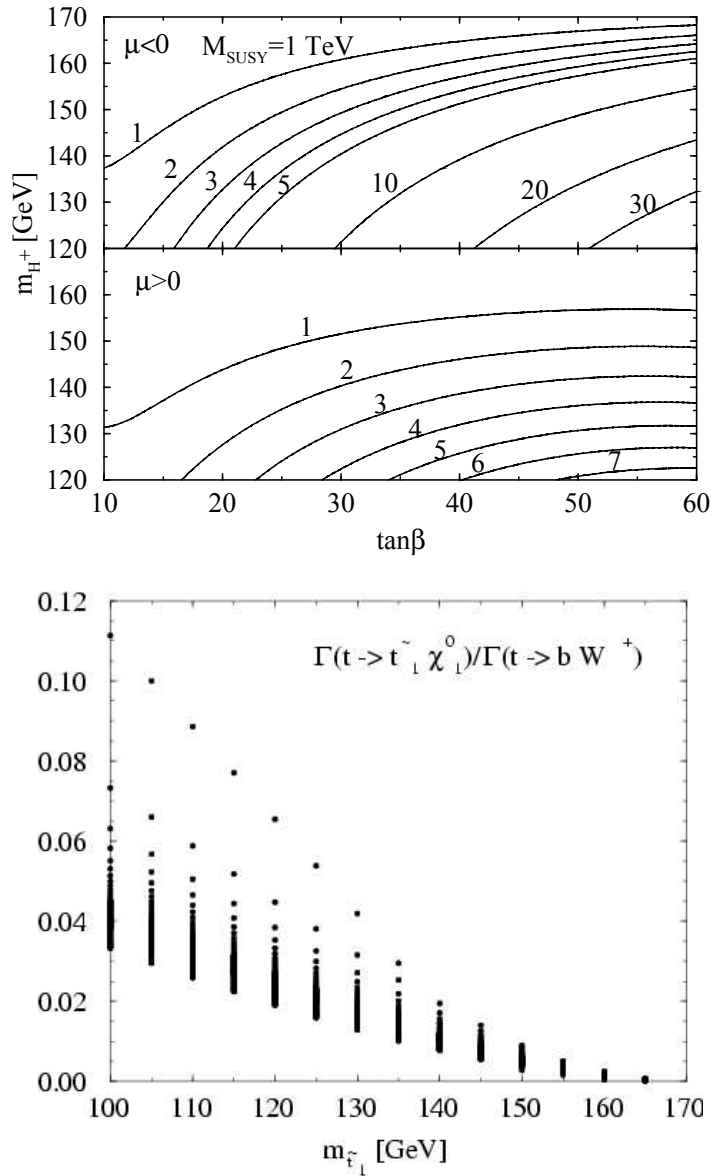 170
μ<0 M_SUSY=1 TeV
160
150
1
140
2
3 4 5 10 20 30
130
120
m_H+ [GeV]
μ>0
160
150
1
2
140
3
4
130
5 6 7
120
10 20 30 40 50 60
tanβ
0.12
Γ(t -> t̃_1 χ^0_1)/Γ(t -> b W^+)
0.10
0.08
0.06
0.04
0.02
0.00
100 110 120 130 140 150 160 170
m_t̃_1 [GeV]